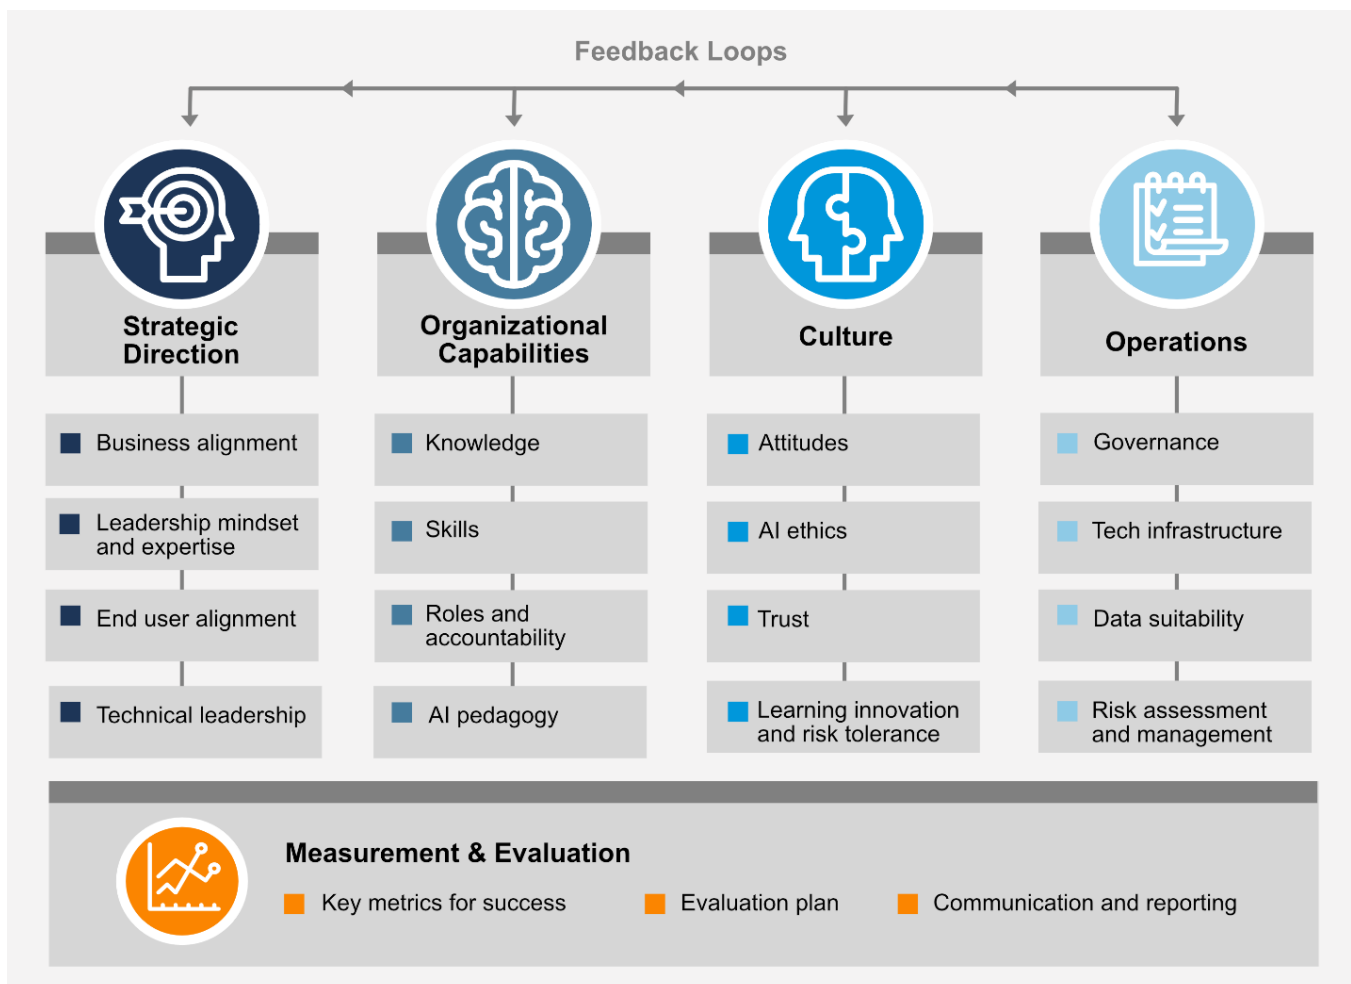 Feedback Loops
Strategic
Direction
Business alignment
Leadership mindset
and expertise
End user alignment
Technical leadership
Organizational
Capabilities
Knowledge
Skills
Roles and
accountability
AI pedagogy
Culture
Attitudes
AI ethics
Trust
Learning innovation
and risk tolerance
Operations
Governance
Tech infrastructure
Data suitability
Risk assessment
and management
Measurement & Evaluation
Key metrics for success
Evaluation plan
Communication and reporting